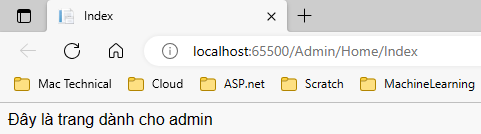 Index
localhost:65500/Admin/Home/Index
Mac Technical Cloud ASP.net Scratch MachineLearning
Đây là trang dành cho admin